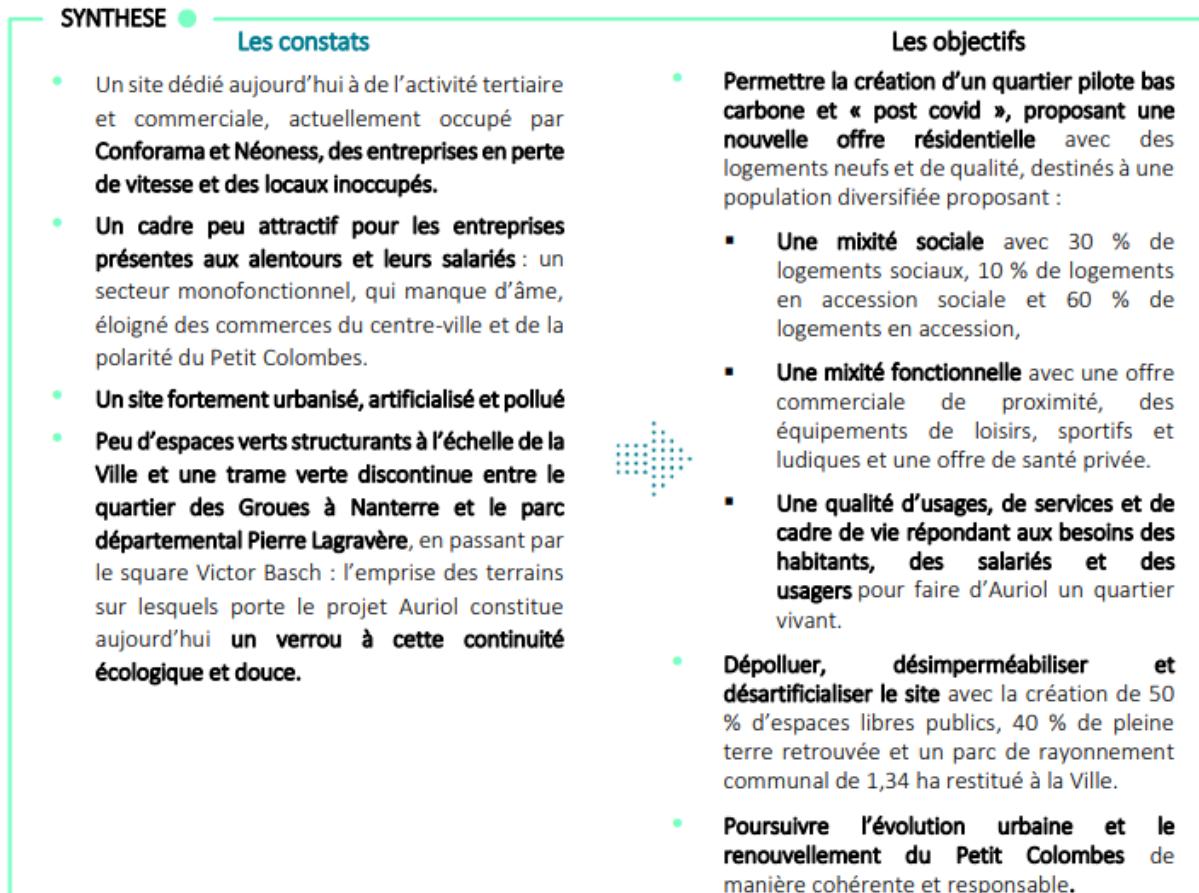 SYNTHESE
Les constats
Un site dédié aujourd'hui à de l'activité tertiaire
et commerciale, actuellement occupé par
Conforama et Néoness, des entreprises en perte
de vitesse et des locaux inoccupés.
Un cadre peu attractif pour les entreprises
présentes aux alentours et leurs salariés : un
secteur monofonctionnel, qui manque d'âme,
éloigné des commerces du centre-ville et de la
polarité du Petit Colombes.
Un site fortement urbanisé, artificialisé et pollué
Peu d'espaces verts structurants à l'échelle de la
Ville et une trame verte discontinue entre le
quartier des Groues à Nanterre et le parc
départemental Pierre Lagravère, en passant par
le square Victor Basch : l'emprise des terrains
sur lesquels porte le projet Auriol constitue
aujourd'hui un verrou à cette continuité
écologique et douce.
Les objectifs
Permettre la création d'un quartier pilote bas
carbone et « post covid », proposant une
nouvelle offre résidentielle avec des
logements neufs et de qualité, destinés à une
population diversifiée proposant :
Une mixité sociale avec 30 % de
logements sociaux, 10 % de logements
en accession sociale et 60 % de
logements en accession,
Une mixité fonctionnelle avec une offre
commerciale de proximité, des
équipements de loisirs, sportifs et
ludiques et une offre de santé privée.
Une qualité d'usages, de services et de
cadre de vie répondant aux besoins des
habitants, des salariés et des
usagers pour faire d'Auriol un quartier
vivant.
Dépolluer, désimperméabiliser et
désartificialiser le site avec la création de 50
% d'espaces libres publics, 40 % de pleine
terre retrouvée et un parc de rayonnement
communal de 1,34 ha restitué à la Ville.
Poursuivre l'évolution urbaine et le
renouvellement du Petit Colombes de
manière cohérente et responsable.